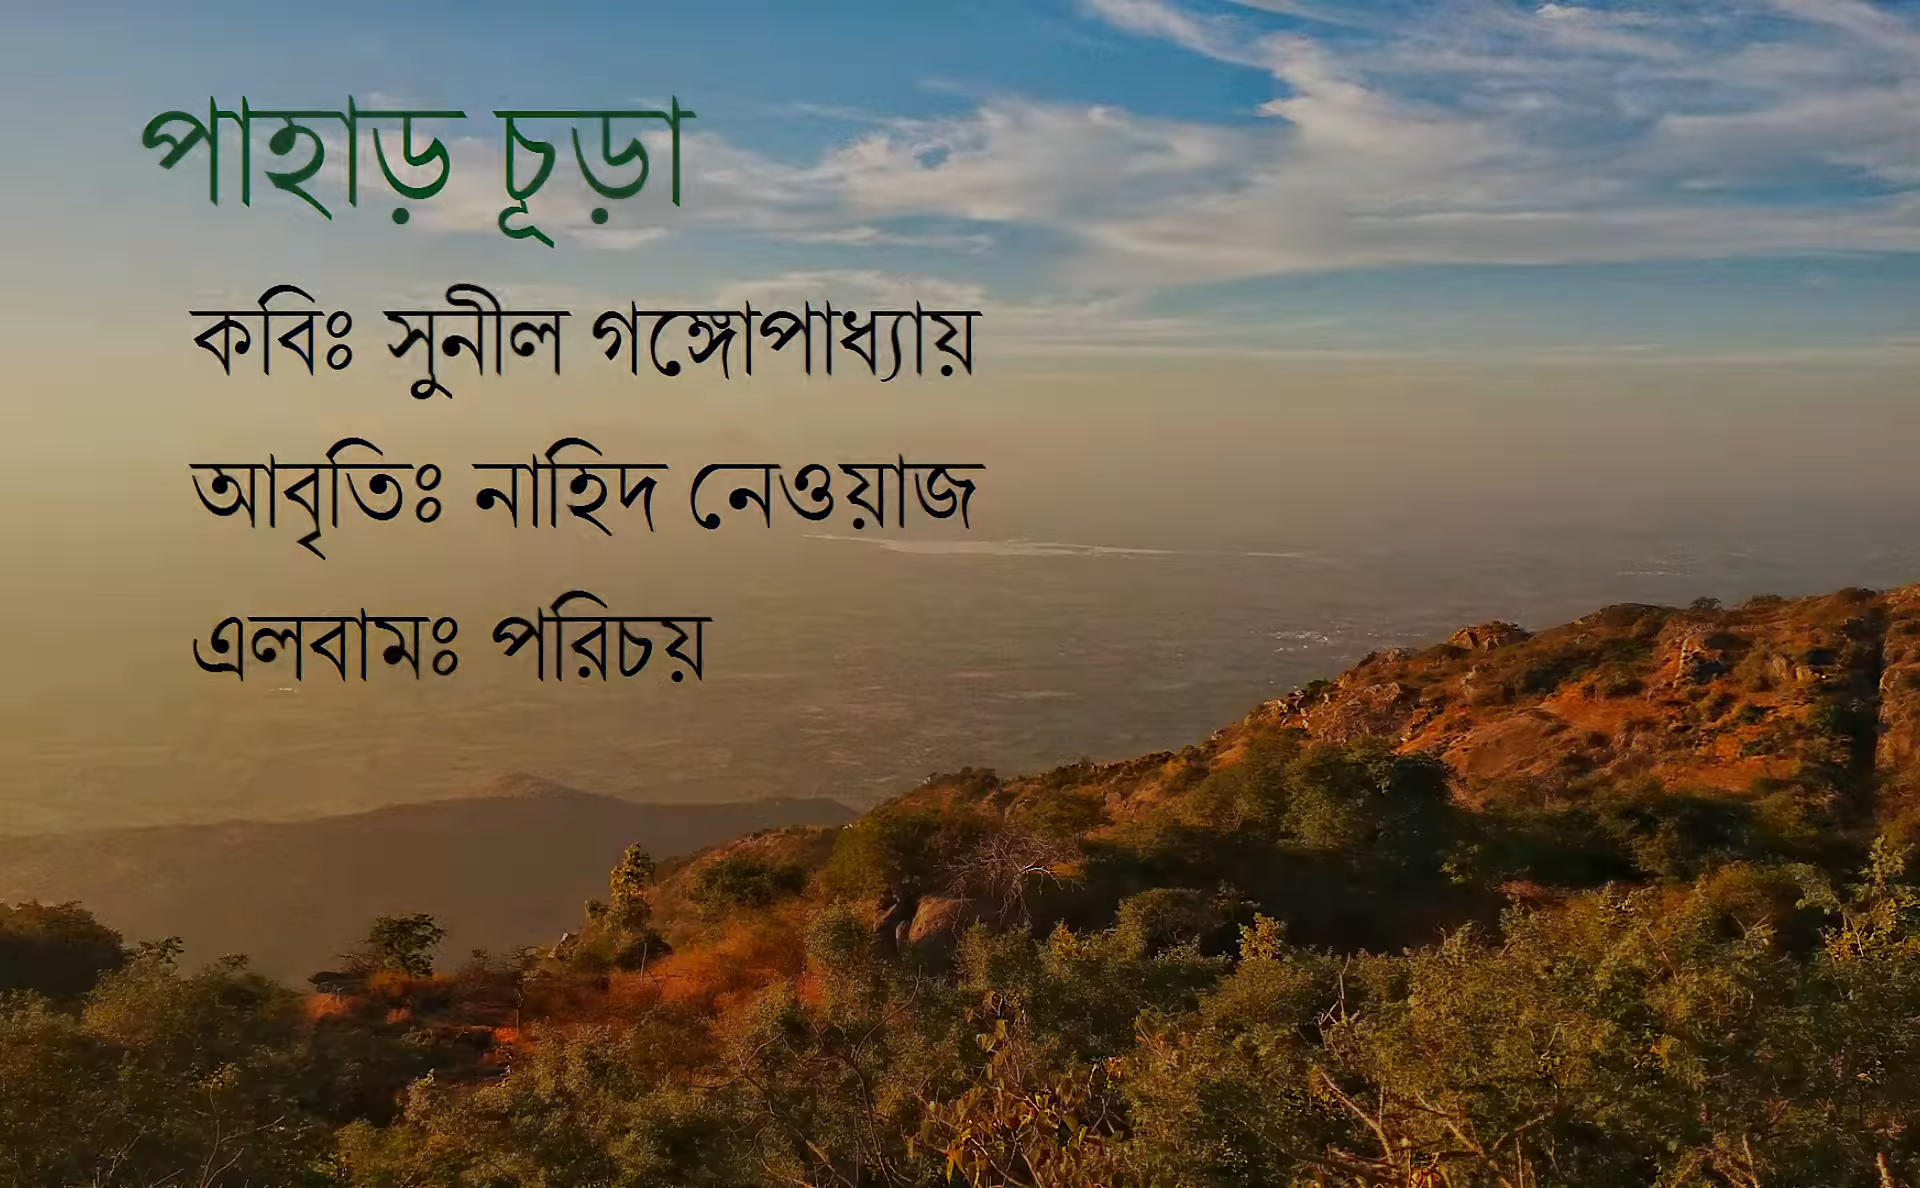 পাহাড় চূড়া
কবিঃ সুনীল গঙ্গোপাধ্যায়
আবৃতিঃ নাহিদ নেওয়াজ
এলবামঃ পরিচয়